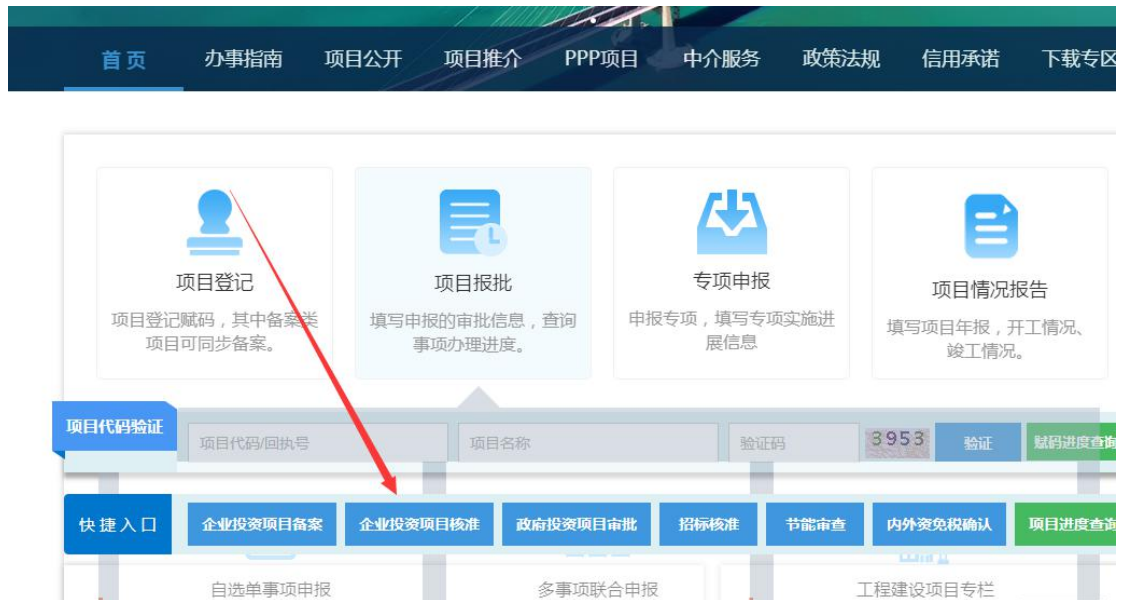 首页 办事指南 项目公开 项目推介 PPP项目 中介服务 政策法规 信用承诺 下载专区
项目登记
项目登记赋码，其中备案类
项目可同步备案。
项目报批
填写申报的审批信息，查询
事项办理进度。
专项申报
申报专项，填写专项实施进
展信息
项目情况报告
填写项目年报，开工情况、
竣工情况。
项目代码验证 项目代码/回执号 项目名称 验证码 3953 验证 赋码进度查询
快捷入口 企业投资项目备案 企业投资项目核准 政府投资项目审批 招标核准 节能审查 内外资免税确认 项目进度查询
自选单事项申报 多事项联合申报 工程建设项目专栏